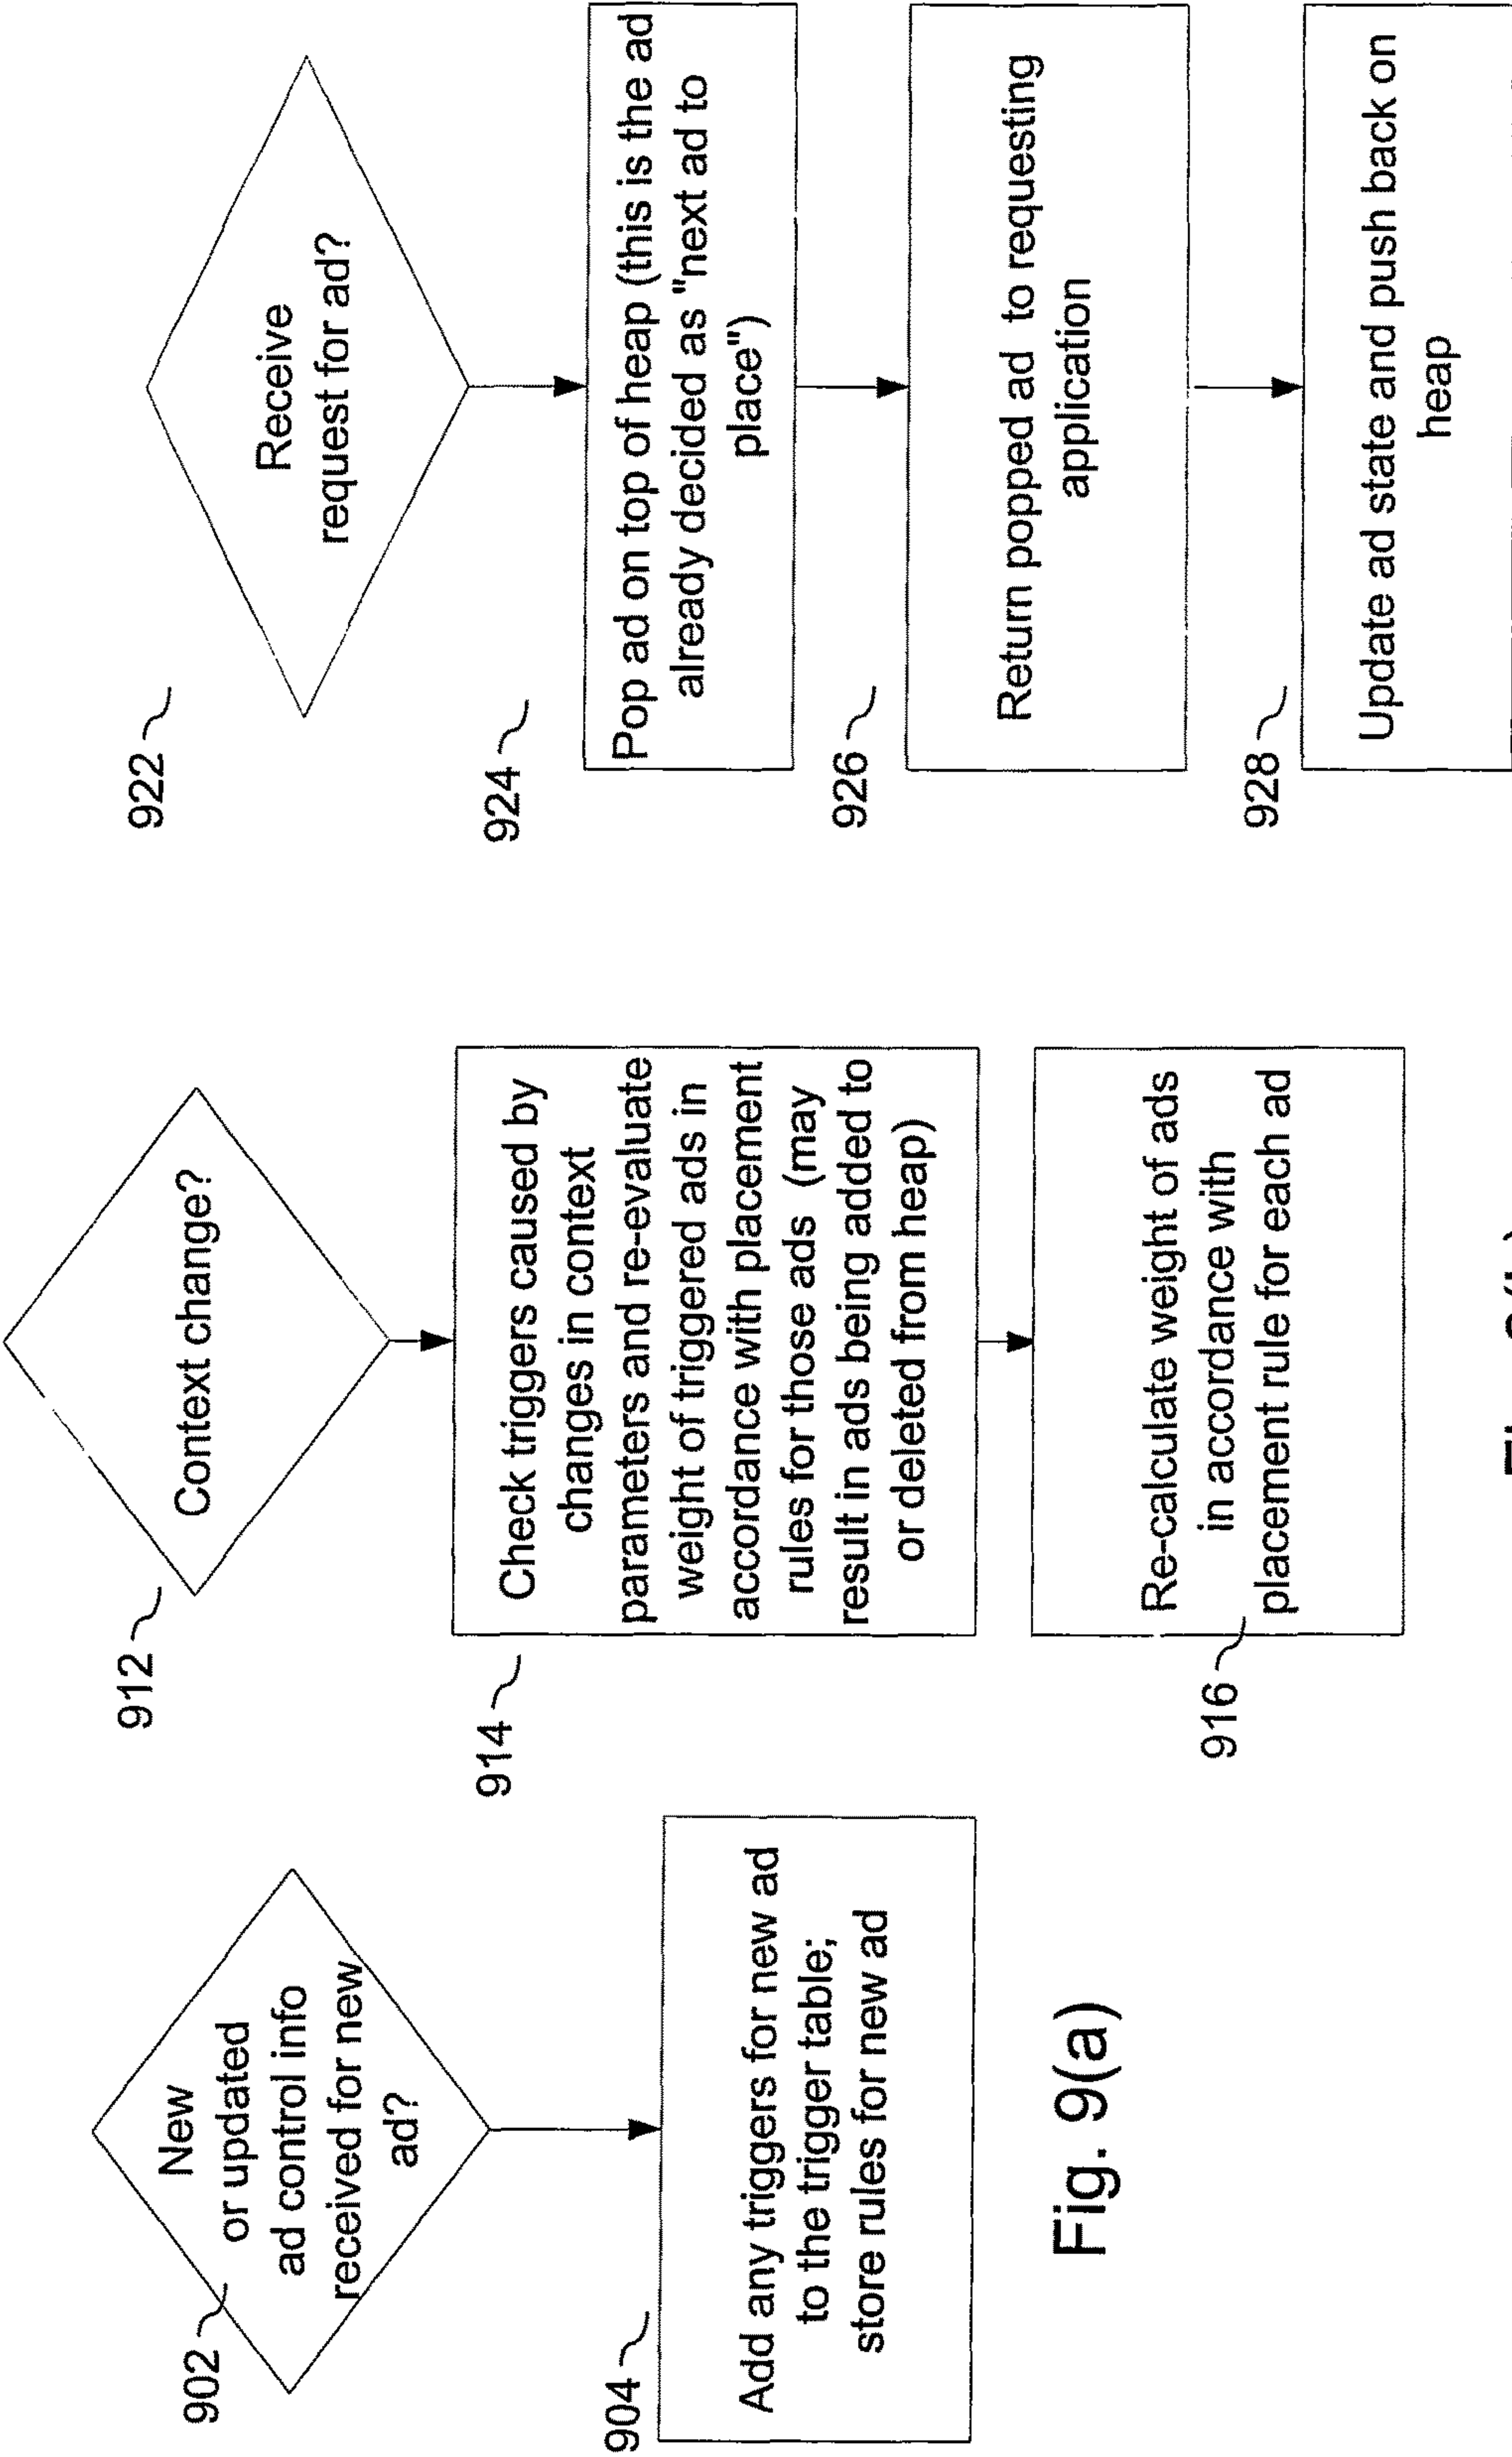 902
New
or updated
ad control info
received for new
ad?
904
Add any triggers for new ad
to the trigger table;
store rules for new ad
Fig. 9(a)
912
Context change?
914
Check triggers caused by
changes in context
parameters and re-evaluate
weight of triggered ads in
accordance with placement
rules for those ads (may
result in ads being added to
or deleted from heap)
916
Re-calculate weight of ads
in accordance with
placement rule for each ad
922
Receive
request for ad?
924
Pop ad on top of heap (this is the ad
already decided as "next ad to
place")
926
Return popped ad to requesting
application
928
Update ad state and push back on
heap